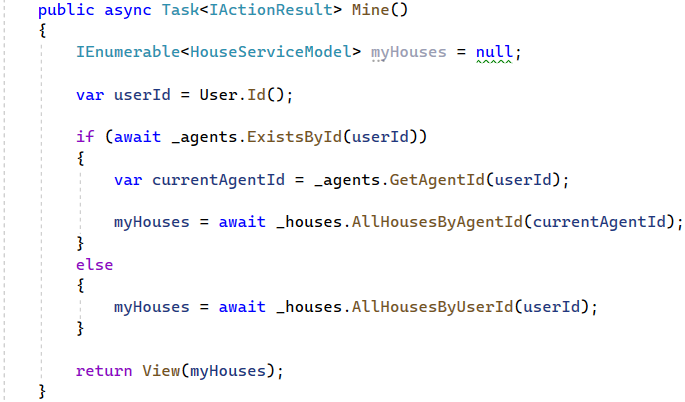 public async Task<IActionResult> Mine()
{
    IEnumerable<HouseServiceModel> myHouses = null;

    var userId = User.Id();

    if (await _agents.ExistsById(userId))
    {
        var currentAgentId = _agents.GetAgentId(userId);

        myHouses = await _houses.AllHousesByAgentId(currentAgentId);
    }
    else
    {
        myHouses = await _houses.AllHousesByUserId(userId);
    }

    return View(myHouses);
}